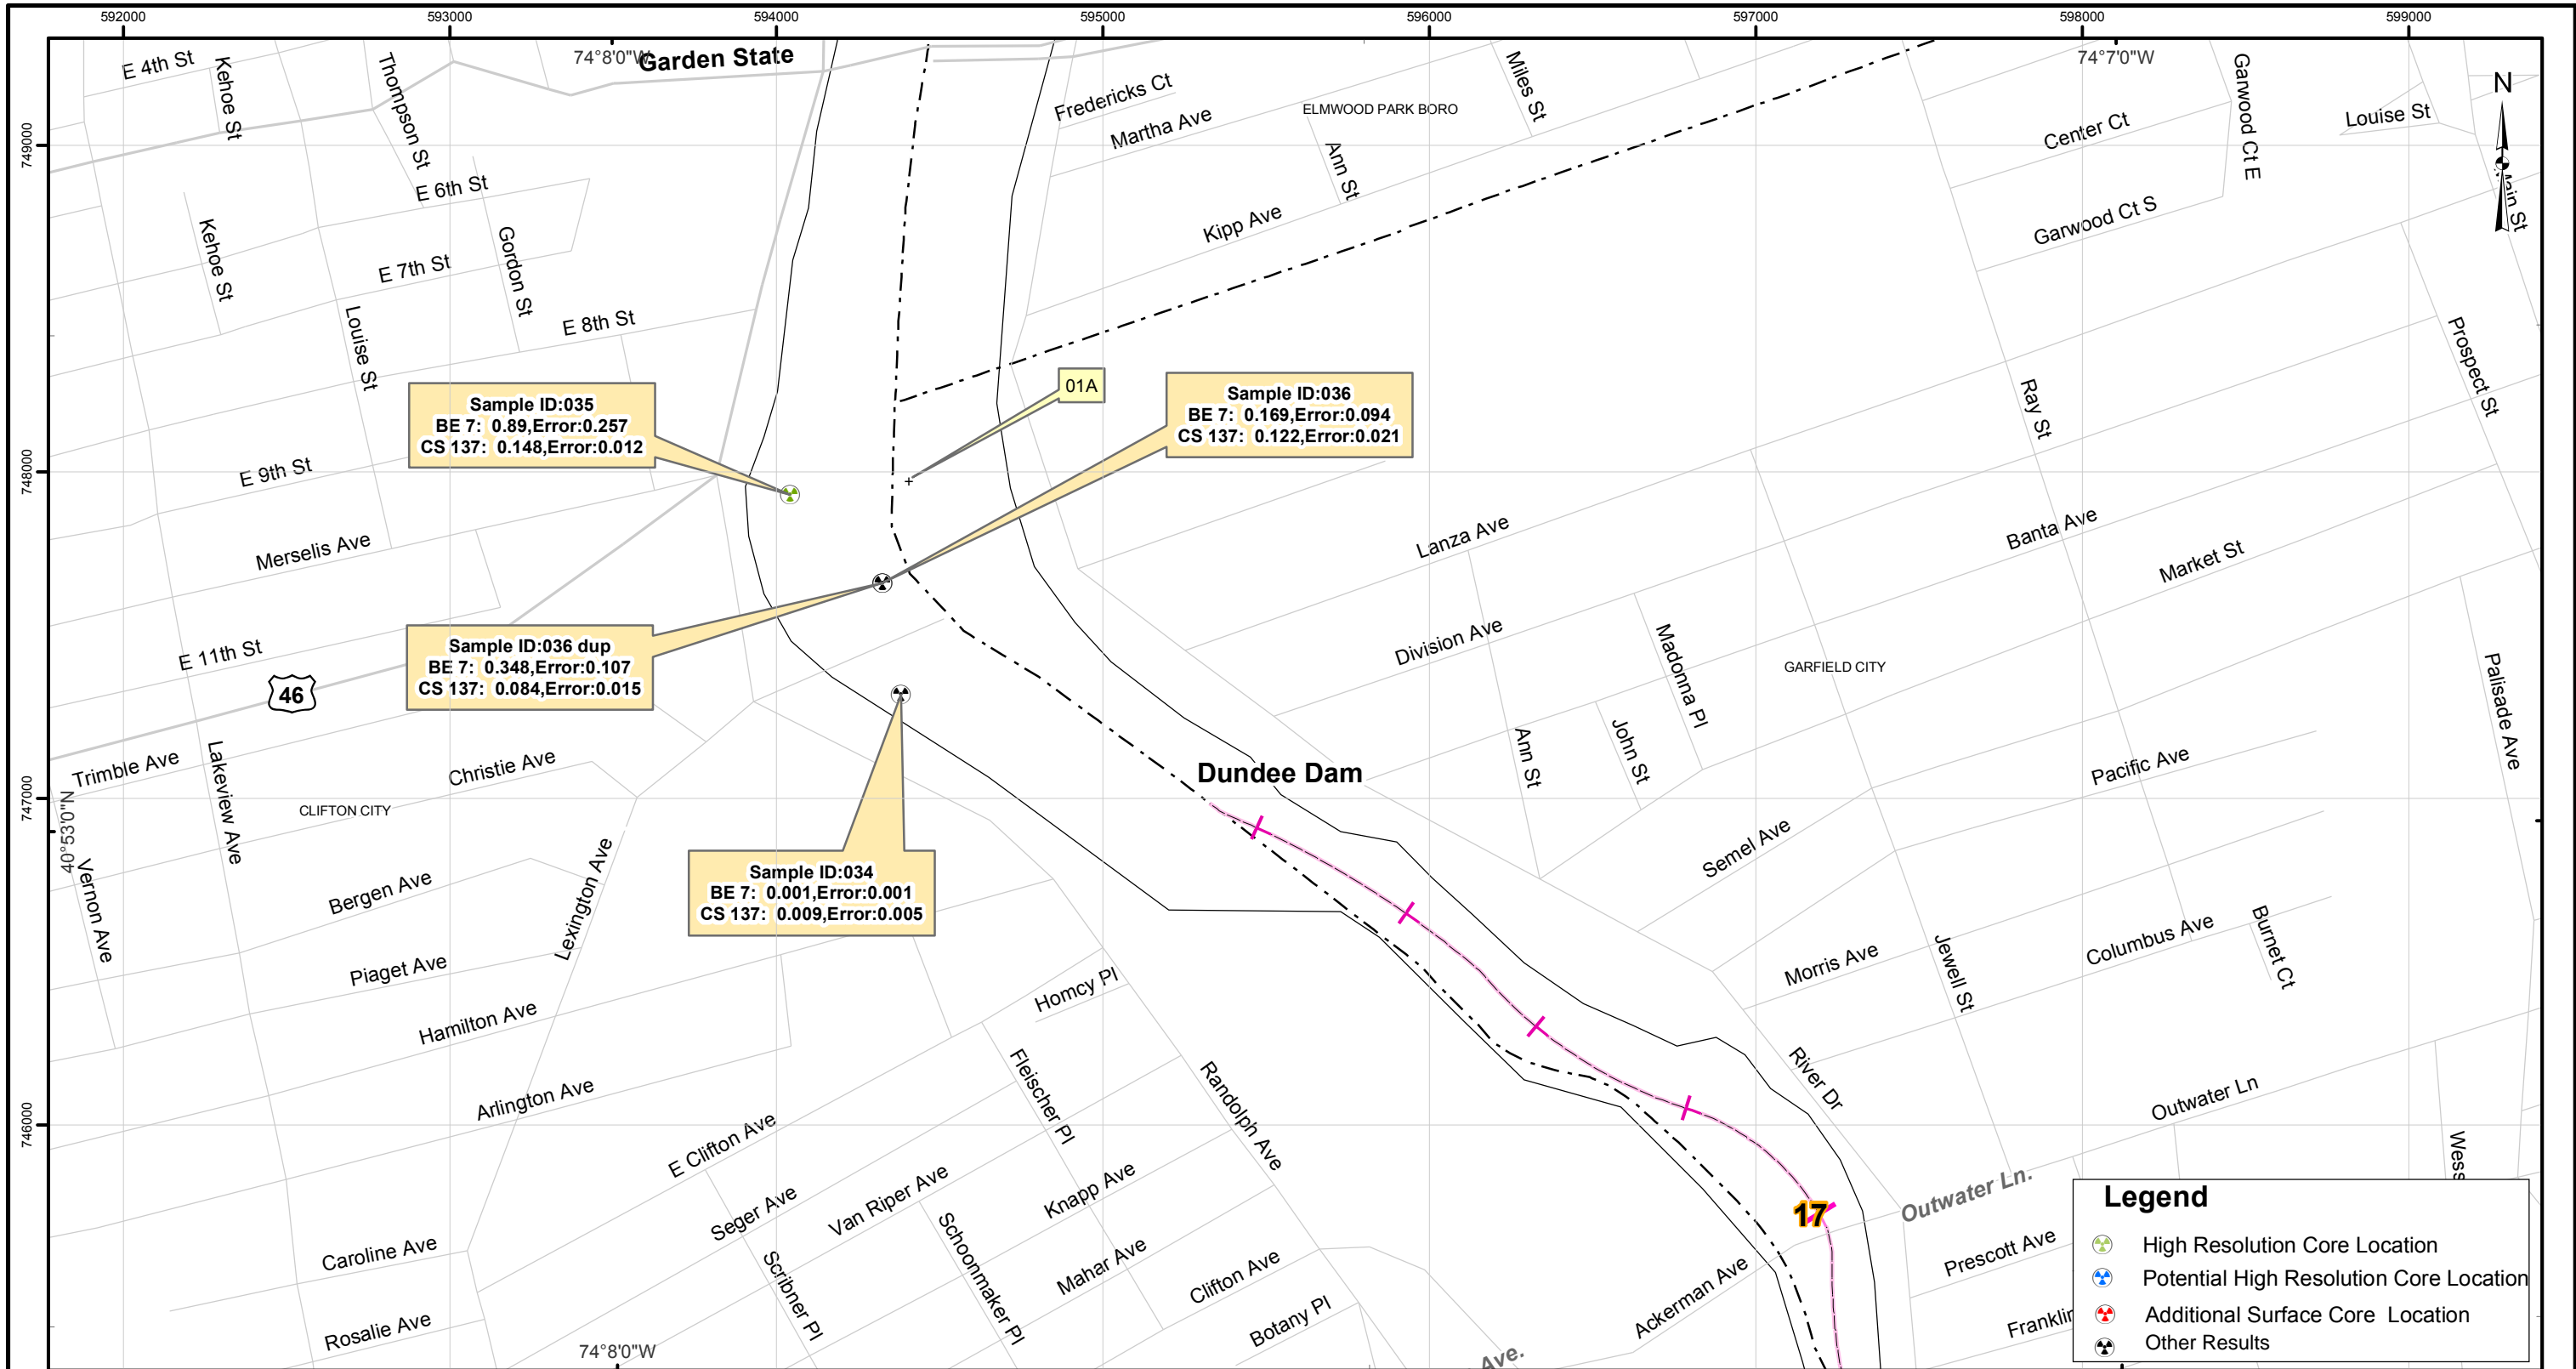 592000
593000
594000
595000
596000
597000
598000
599000
74°8'0"W
Garden State
74°7'0"W
E 4th St
Kehoe St
Thompson St
Fredericks Ct
Martha Ave
ELMWOOD PARK BORO
Miles St
Center Ct
Garwood Ct E
Louise St
N
749000
Ann St
Main St
E 6th St
Kehoe St
Gordon St
Kipp Ave
Garwood Ct S
E 7th St
Louise St
E 8th St
Prospect St
Ray St
Sample ID:035
BE 7: 0.89,Error:0.257
CS 137: 0.148,Error:0.012
01A
Sample ID:036
BE 7: 0.169,Error:0.094
CS 137: 0.122,Error:0.021
748000
E 9th St
Merselis Ave
Lanza Ave
Banta Ave
Market St
E 11th St
46
Sample ID:036 dup
BE 7: 0.348,Error:0.107
CS 137: 0.084,Error:0.015
Division Ave
Madonna Pl
GARFIELD CITY
Palisade Ave
Trimble Ave
Lakeview Ave
Christie Ave
Dundee Dam
Ann St
John St
Pacific Ave
747000
40°53'0"N
CLIFTON CITY
Semel Ave
Vernon Ave
Bergen Ave
Lexington Ave
Sample ID:034
BE 7: 0.001,Error:0.001
CS 137: 0.009,Error:0.005
Morris Ave
Jewell St
Columbus Ave
Burnet Ct
Piaget Ave
Homcy Pl
Hamilton Ave
Fleischer Pl
Randolph Ave
River Dr
Outwater Ln
746000
Arlington Ave
E Clifton Ave
Wess
Seger Ave
Van Riper Ave
Knapp Ave
17
Outwater Ln.
Caroline Ave
Scribner Pl
Schoonmaker Pl
Mahar Ave
Clifton Ave
Ackerman Ave
Prescott Ave
Rosalie Ave
Botany Pl
Franklin
74°8'0"W
Ave.
Legend
High Resolution Core Location
Potential High Resolution Core Location
Additional Surface Core Location
Other Results